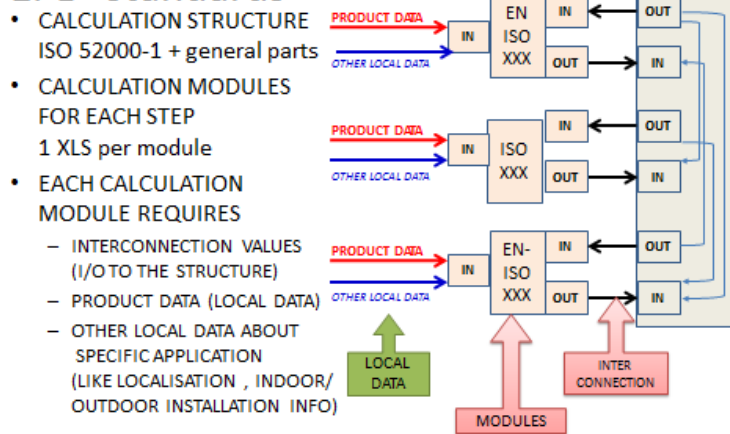 • CALCULATION STRUCTURE
ISO 52000-1 + general parts
• CALCULATION MODULES
FOR EACH STEP
1 XLS per module
• EACH CALCULATION
MODULE REQUIRES
– INTERCONNECTION VALUES
(I/O TO THE STRUCTURE)
– PRODUCT DATA (LOCAL DATA)
– OTHER LOCAL DATA ABOUT
SPECIFIC APPLICATION
(LIKE LOCALISATION , INDOOR/
OUTDOOR INSTALLATION INFO)
PRODUCT DATA
OTHER LOCAL DATA
IN
EN
ISO
XXX
IN
OUT
OUT
IN
PRODUCT DATA
OTHER LOCAL DATA
IN
ISO
XXX
IN
OUT
OUT
IN
PRODUCT DATA
OTHER LOCAL DATA
IN
EN-
ISO
XXX
IN
OUT
OUT
IN
LOCAL
DATA
MODULES
INTER
CONNECTION